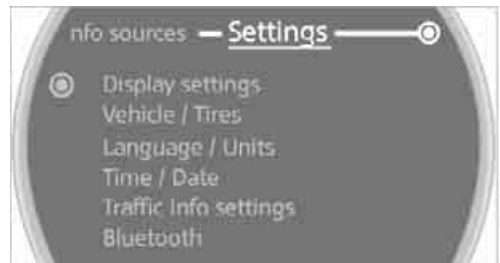 nfo sources Settings
Display settings
Vehicle / Tires
Language / Units
Time / Date
Traffic Info settings
Bluetooth